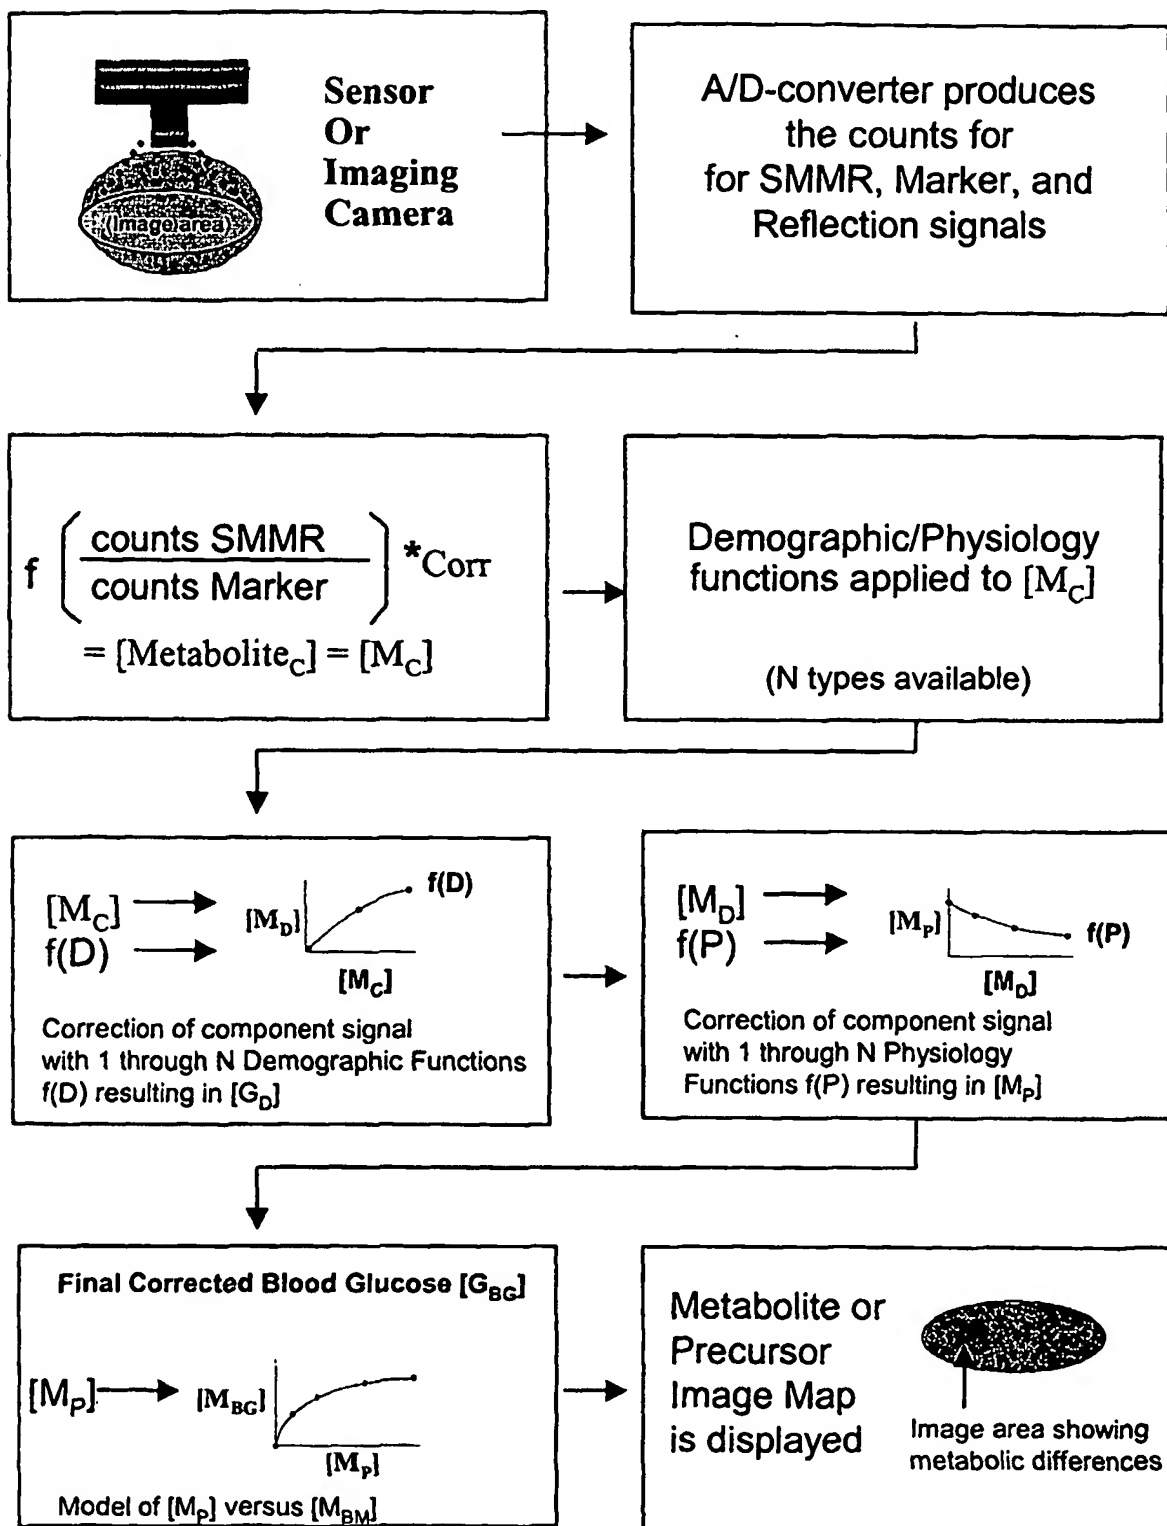 Sensor
Or
Imaging
Camera
(Image area)
A/D-converter produces
the counts for
for SMMR, Marker, and
Reflection signals
f ( counts SMMR
counts Marker ) *Corr
= [Metabolite_C] = [M_C]
Demographic/Physiology
functions applied to [M_C]
(N types available)
[M_C]
f(D)
[M_D]
f(D)
[M_C]
Correction of component signal
with 1 through N Demographic Functions
f(D) resulting in [G_D]
[M_D]
f(P)
[M_P]
f(P)
[M_D]
Correction of component signal
with 1 through N Physiology
Functions f(P) resulting in [M_P]
Final Corrected Blood Glucose [G_BG]
[M_P]
[M_BG]
[M_P]
Model of [M_P] versus [M_BM]
Metabolite or
Precursor
Image Map
is displayed
Image area showing
metabolic differences